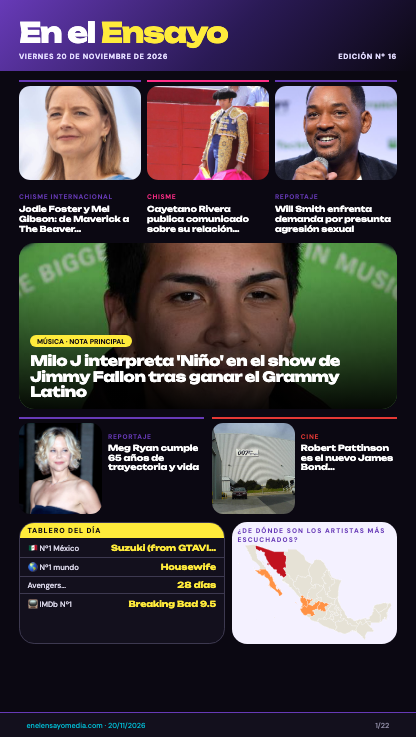 En el Ensayo
VIERNES 20 DE NOVIEMBRE DE 2026
EDICIÓN Nº 16
CHISME INTERNACIONAL
Jodie Foster y Mel
Gibson: de Maverick a
The Beaver...
CHISME
Cayetano Rivera
publica comunicado
sobre su relación...
REPORTAJE
Will Smith enfrenta
demanda por presunta
agresión sexual
MÚSICA · NOTA PRINCIPAL
Milo J interpreta 'Niño' en el show de
Jimmy Fallon tras ganar el Grammy
Latino
REPORTAJE
Meg Ryan cumple
65 años de
trayectoria y vida
007
CINE
Robert Pattinson
es el nuevo James
Bond...
TABLERO DEL DÍA
Nº1 México Suzuki (from GTAVI...
Nº1 mundo Housewife
Avengers... 28 días
IMDb Nº1 Breaking Bad 9.5
¿DE DÓNDE SON LOS ARTISTAS MÁS
ESCUCHADOS?
enelensayomedia.com · 20/11/2026
1/22